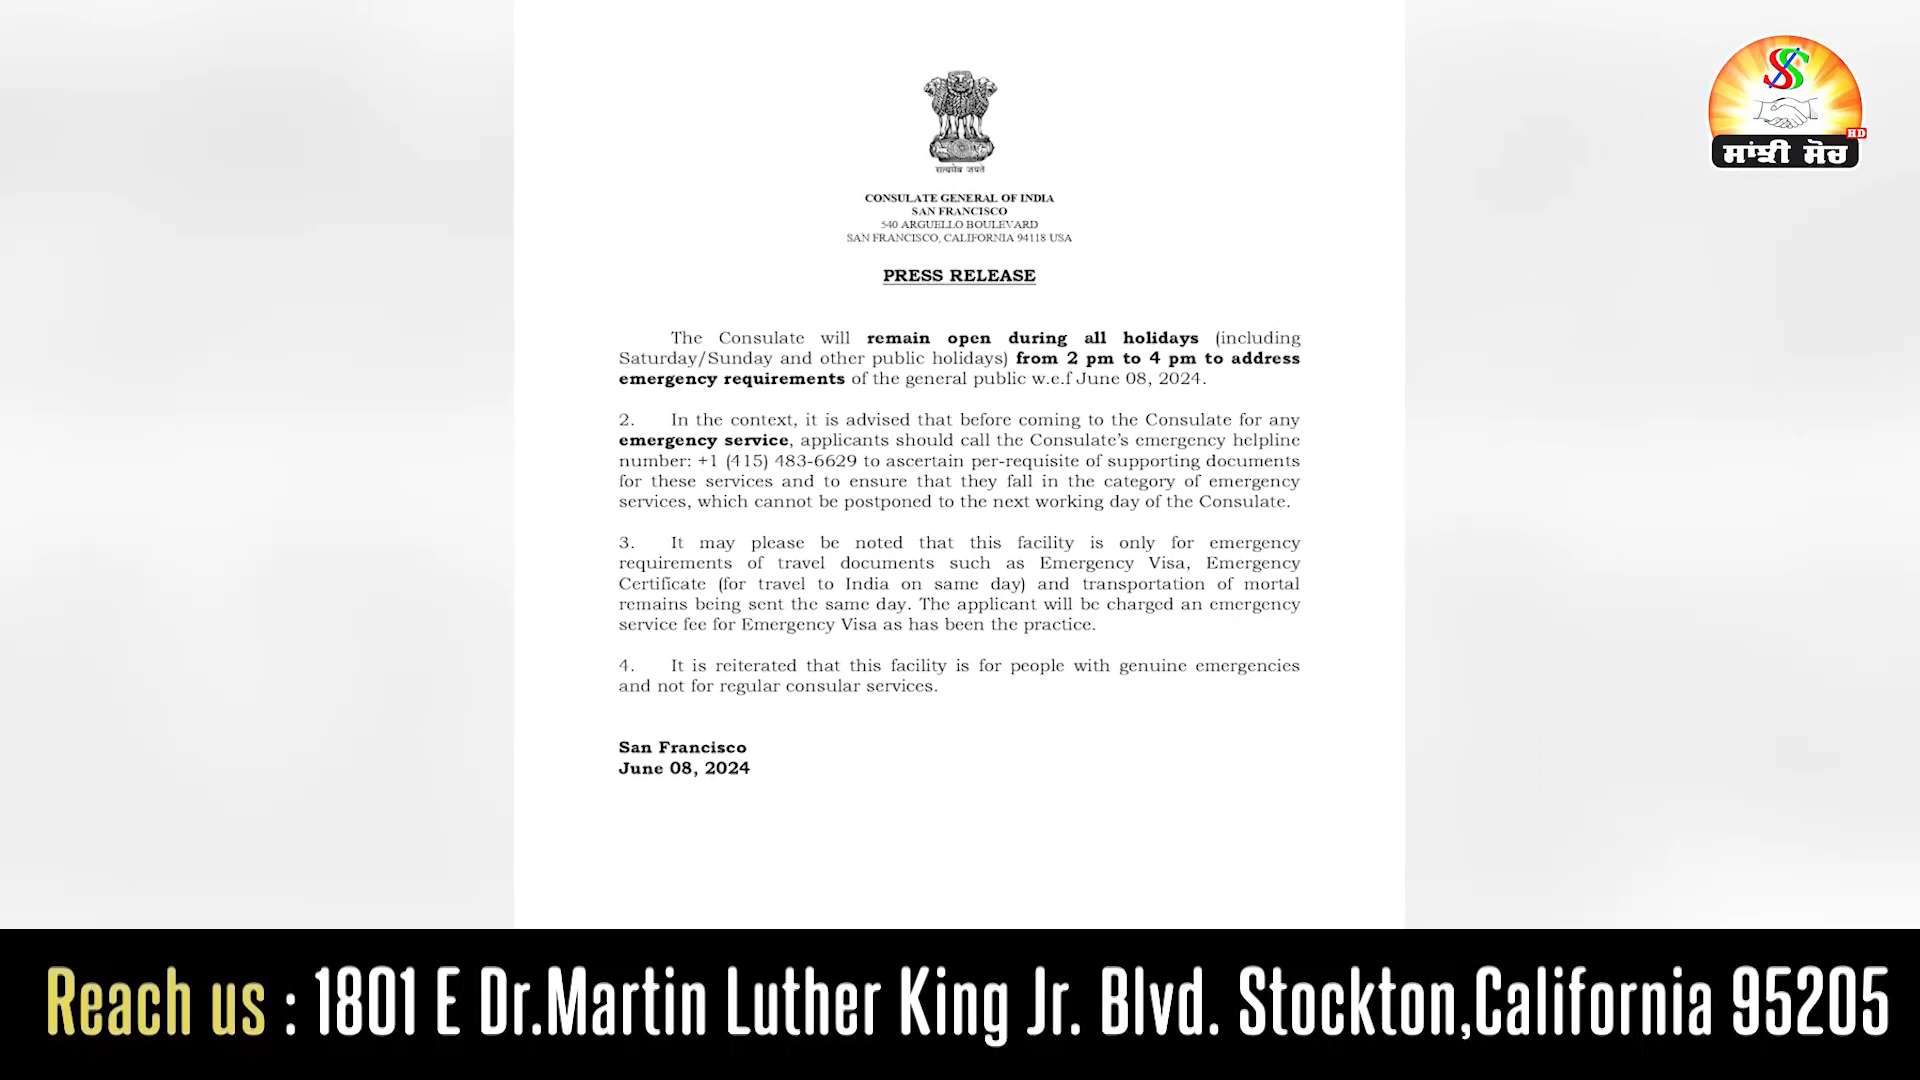 सत्यमेव जयते
CONSULATE GENERAL OF INDIA
SAN FRANCISCO
540 ARGUELLO BOULEVARD
SAN FRANCISCO, CALIFORNIA 94118 USA
PRESS RELEASE
The Consulate will remain open during all holidays (including
Saturday/Sunday and other public holidays) from 2 pm to 4 pm to address
emergency requirements of the general public w.e.f June 08, 2024.
2. In the context, it is advised that before coming to the Consulate for any
emergency service, applicants should call the Consulate's emergency helpline
number: +1 (415) 483-6629 to ascertain per-requisite of supporting documents
for these services and to ensure that they fall in the category of emergency
services, which cannot be postponed to the next working day of the Consulate.
3. It may please be noted that this facility is only for emergency
requirements of travel documents such as Emergency Visa, Emergency
Certificate (for travel to India on same day) and transportation of mortal
remains being sent the same day. The applicant will be charged an emergency
service fee for Emergency Visa as has been the practice.
4. It is reiterated that this facility is for people with genuine emergencies
and not for regular consular services.
San Francisco
June 08, 2024
SS
HD
ਸਾਂਝੀ ਸੋਚ
Reach us : 1801 E Dr.Martin Luther King Jr. Blvd. Stockton,California 95205